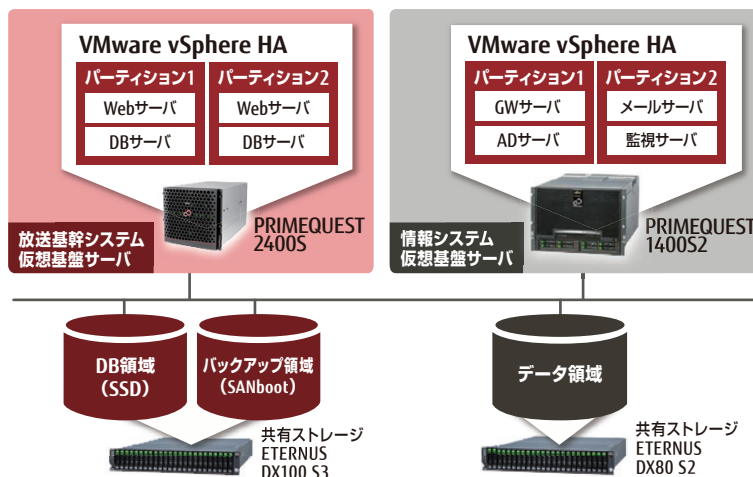 VMware vSphere HA
パーティション1
Webサーバ
DBサーバ
パーティション2
Webサーバ
DBサーバ
PRIMEQUEST
2400S
放送基幹システム
仮想基盤サーバ
VMware vSphere HA
パーティション1
GWサーバ
ADサーバ
パーティション2
メールサーバ
監視サーバ
PRIMEQUEST
1400S2
情報システム
仮想基盤サーバ
DB領域
（SSD）
バックアップ領域
（SANboot）
共有ストレージ
ETERNUS
DX100 S3
データ領域
共有ストレージ
ETERNUS
DX80 S2